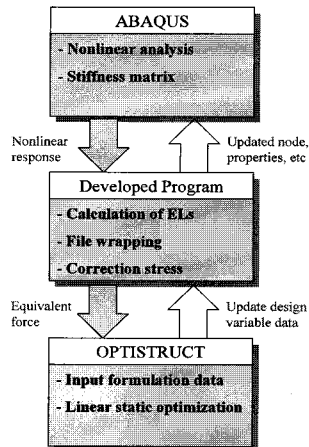 ABAQUS
- Nonlinear analysis
- Stiffness matrix
Nonlinear
response
Updated node,
properties, etc
Developed Program
- Calculation of ELs
- File wrapping
- Correction stress
Equivalent
force
Update design
variable data
OPTISTRUCT
- Input formulation data
- Linear static optimization